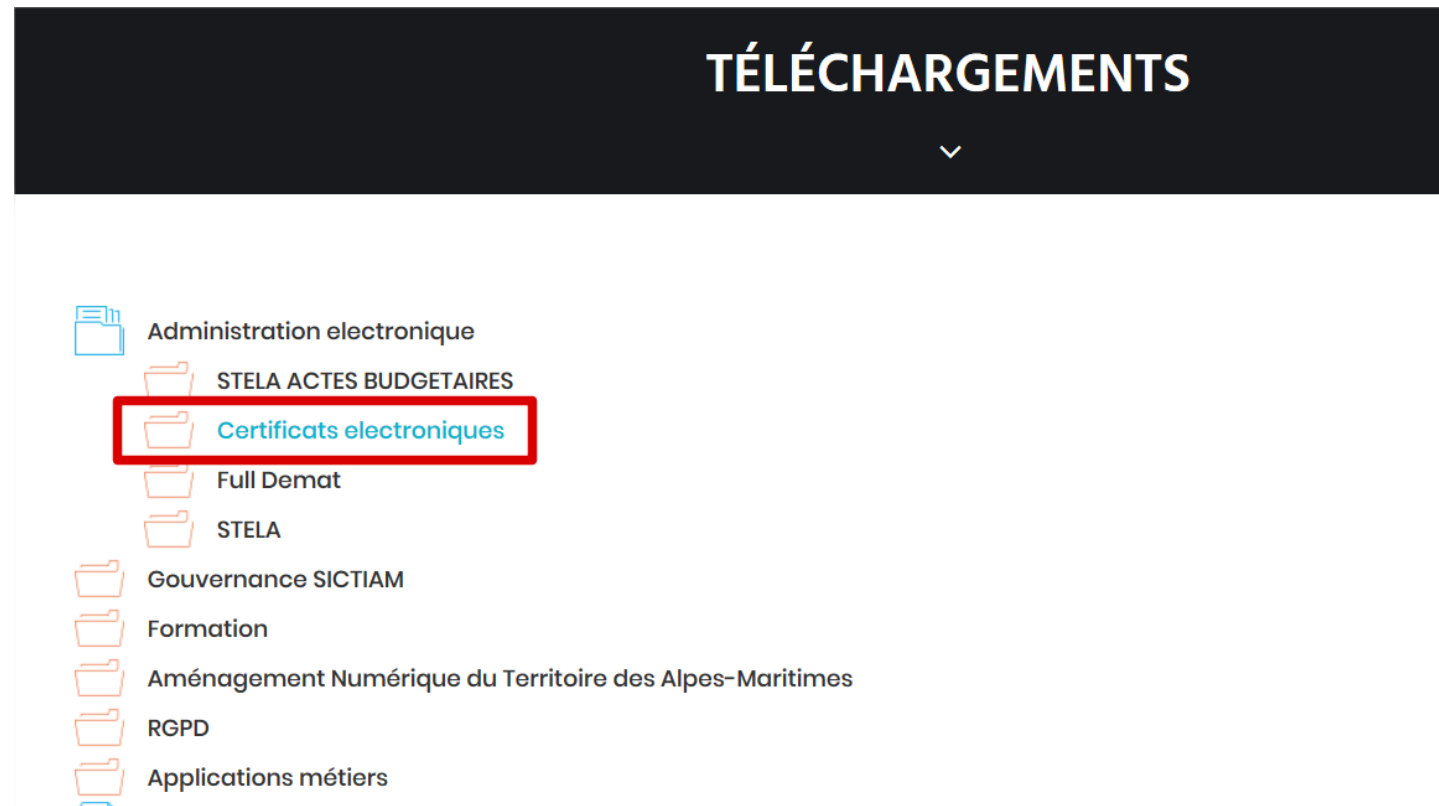 TÉLÉCHARGEMENTS
Administration electronique
STELA ACTES BUDGETAIRES
Certificats electroniques
Full Demat
STELA
Gouvernance SICTIAM
Formation
Aménagement Numérique du Territoire des Alpes-Maritimes
RGPD
Applications métiers